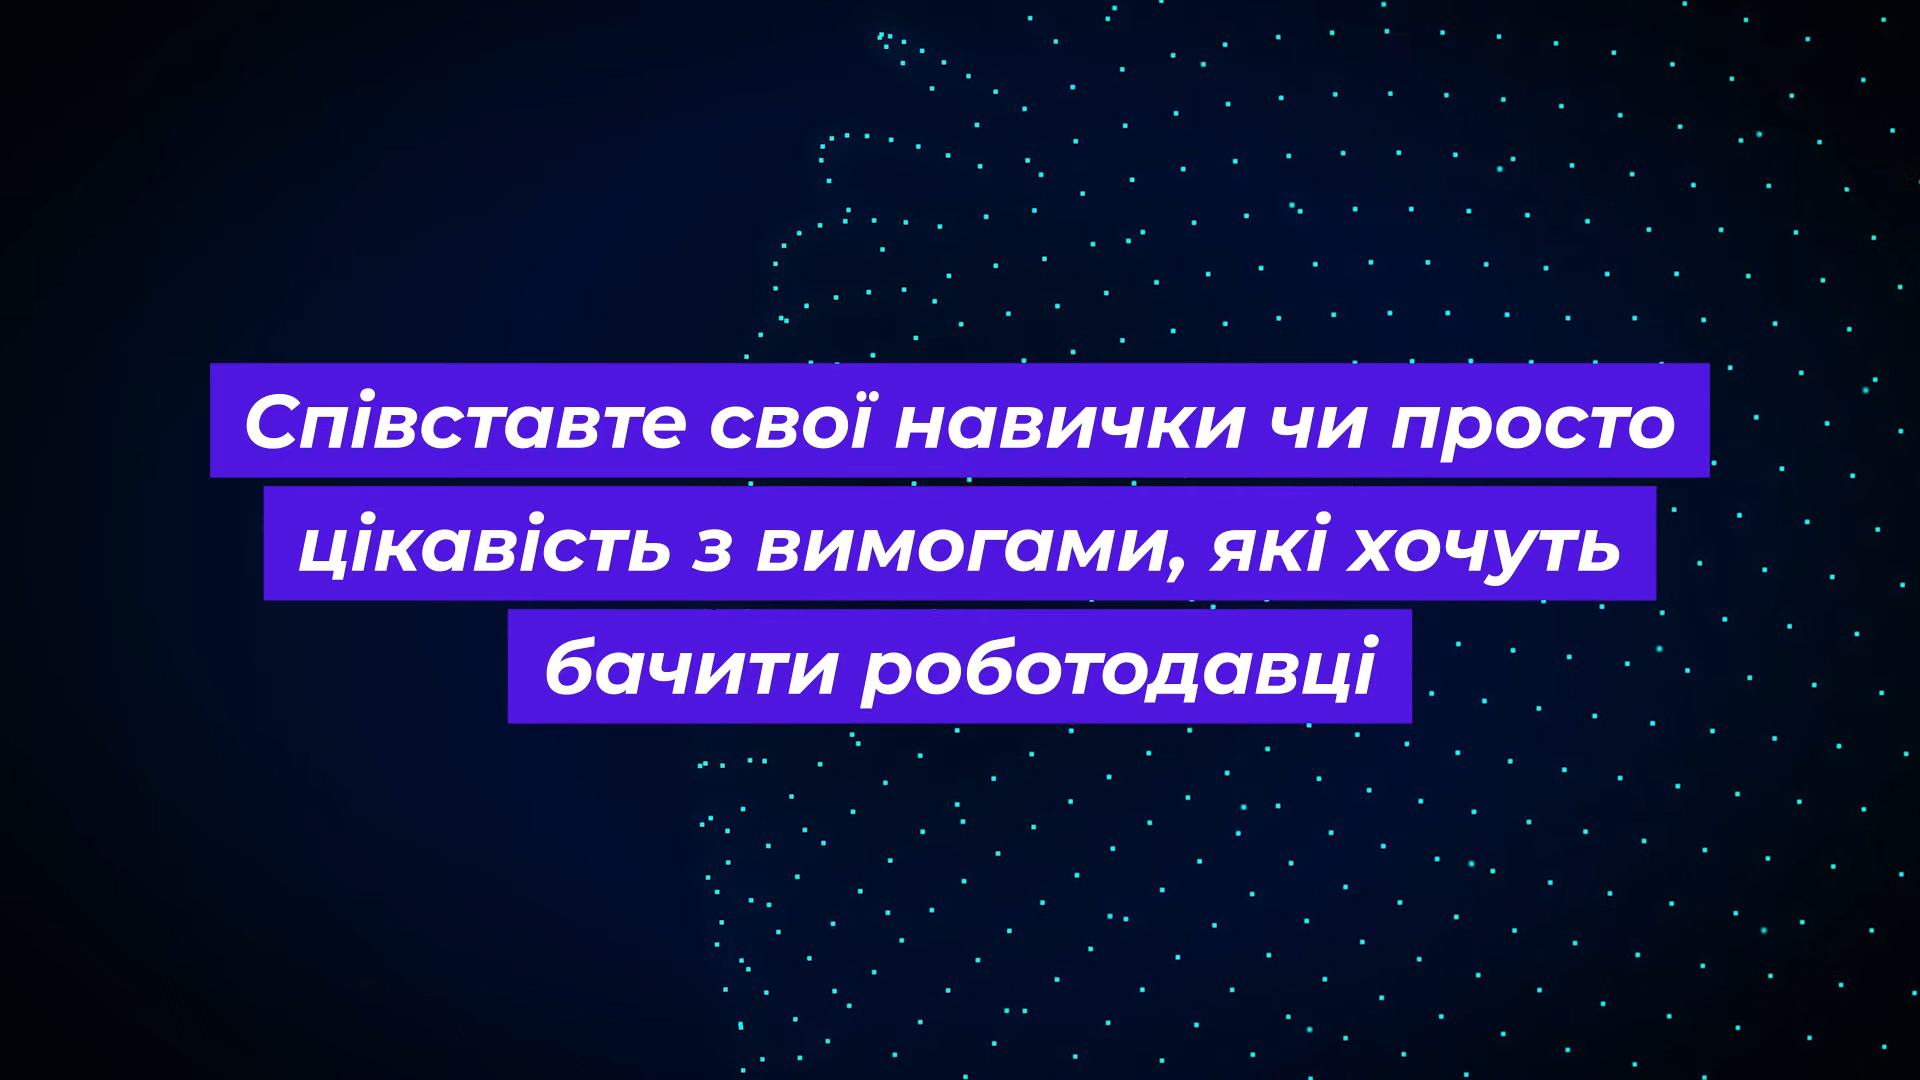 Співставте свої навички чи просто
цікавість з вимогами, які хочуть
бачити роботодавці